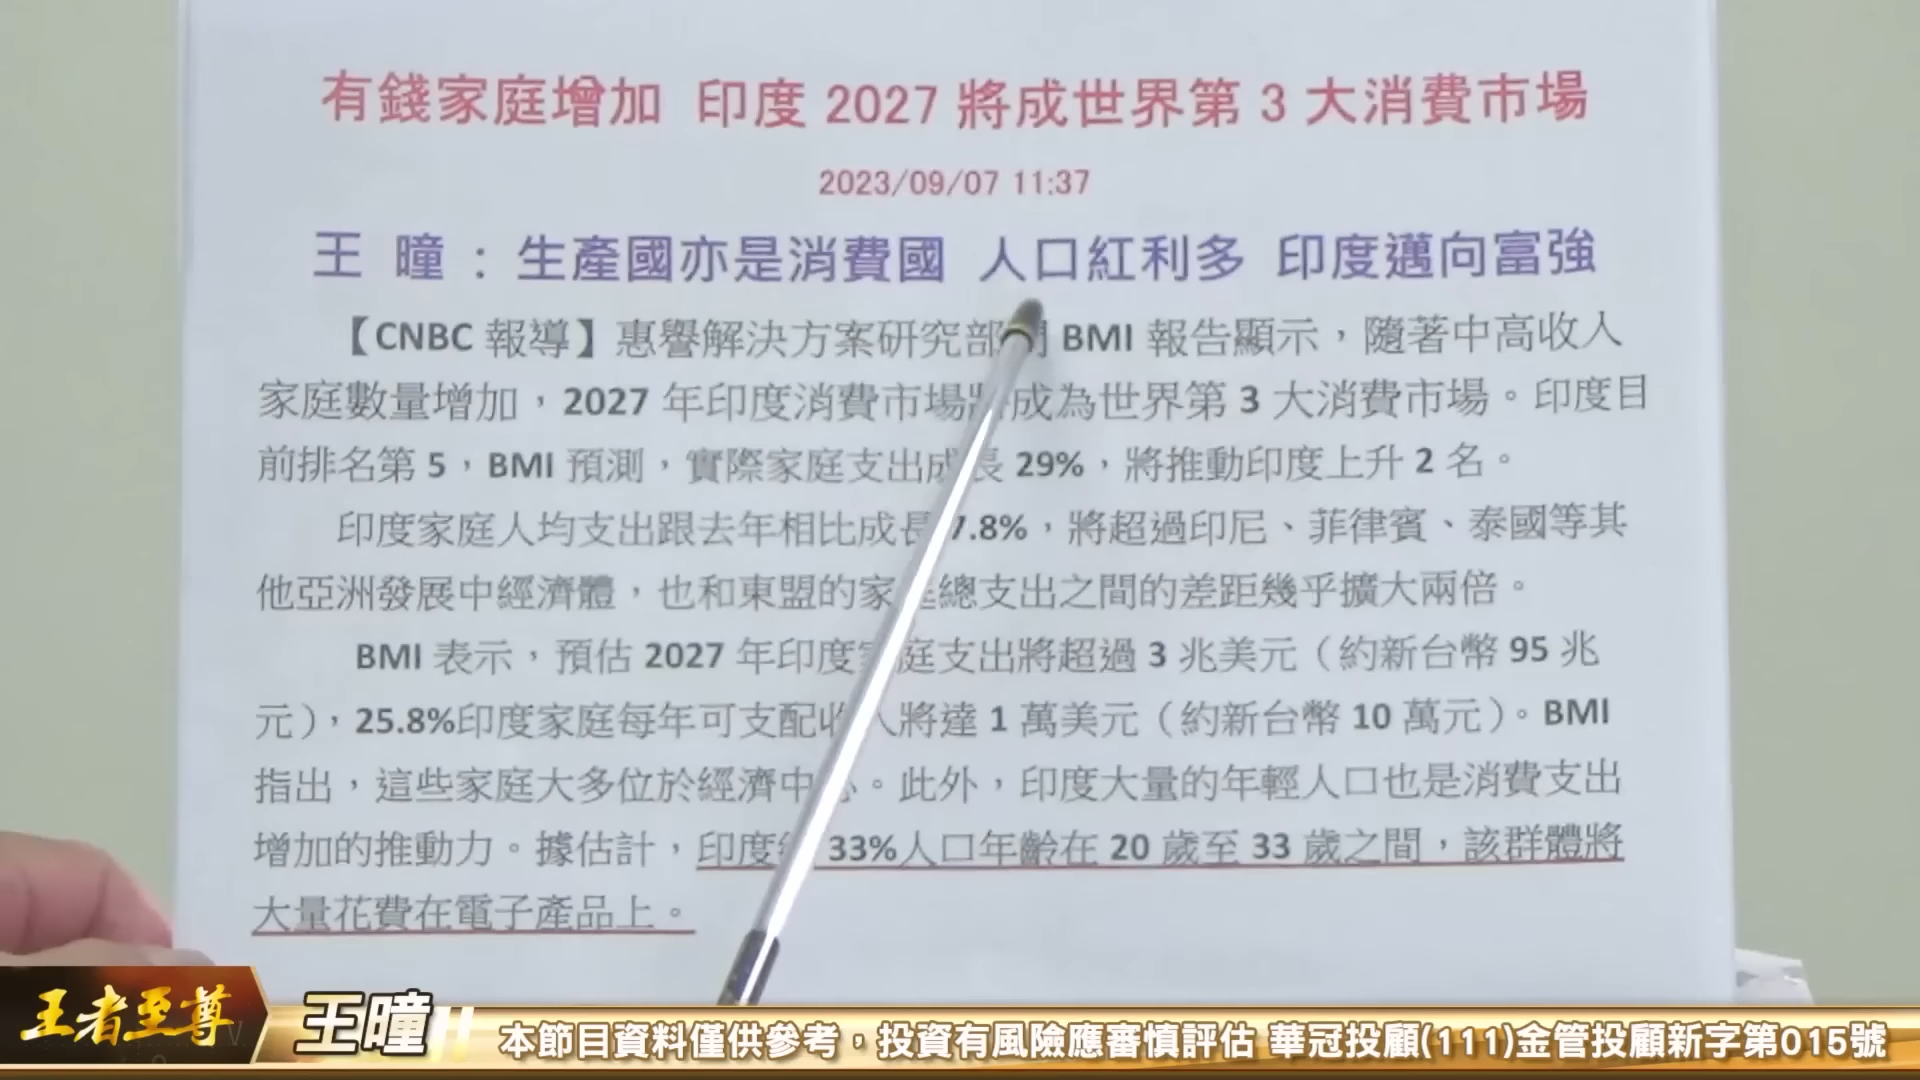 有錢家庭增加 印度 2027 將成世界第 3 大消費市場
2023/09/07 11:37
王 曈 : 生產國亦是消費國 人口紅利多 印度邁向富強
【CNBC 報導】惠譽解決方案研究部 BMI 報告顯示，隨著中高收入
家庭數量增加，2027 年印度消費市場將成為世界第 3 大消費市場。印度目
前排名第 5，BMI 預測，實際家庭支出成長 29%，將推動印度上升 2 名。
印度家庭人均支出跟去年相比成長 7.8%，將超過印尼、菲律賓、泰國等其
他亞洲發展中經濟體，也和東盟的家庭總支出之間的差距幾乎擴大兩倍。
BMI 表示，預估 2027 年印度家庭支出將超過 3 兆美元（約新台幣 95 兆
元），25.8%印度家庭每年可支配收入將達 1 萬美元（約新台幣 10 萬元）。BMI
指出，這些家庭大多位於經濟中心。此外，印度大量的年輕人口也是消費支出
增加的推動力。據估計，印度 33%人口年齡在 20 歲至 33 歲之間，該群體將
大量花費在電子產品上。
王者至尊 王曈 本節目資料僅供參考，投資有風險應審慎評估 華冠投顧(111)金管投顧新字第015號